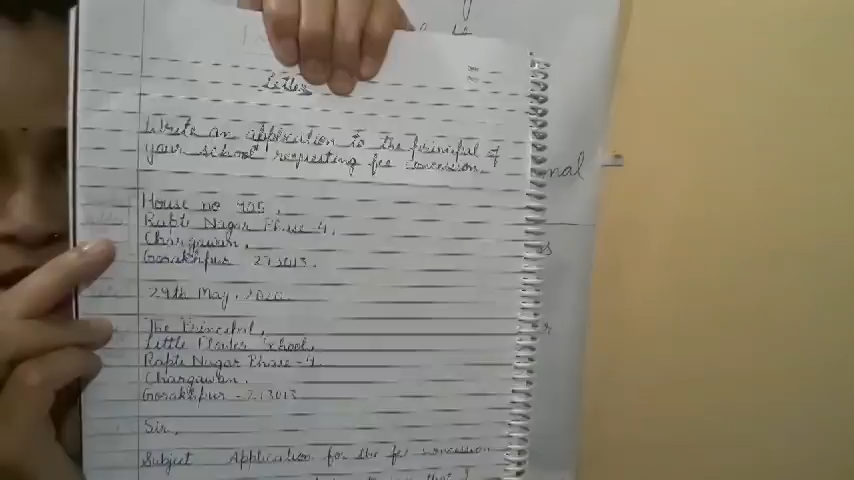 Letter
Write an application to the principal of
your school requesting fee concession.
House no 405,
Rapti Nagar Phase 4,
Chargawan,
Gorakhpur 273013.
29th May, 2020
The Principal,
Little Flower School,
Rapti Nagar Phase-4
Chargawan.
Gorakhpur - 273013
Sir,
Subject Application for the fee concession
nal